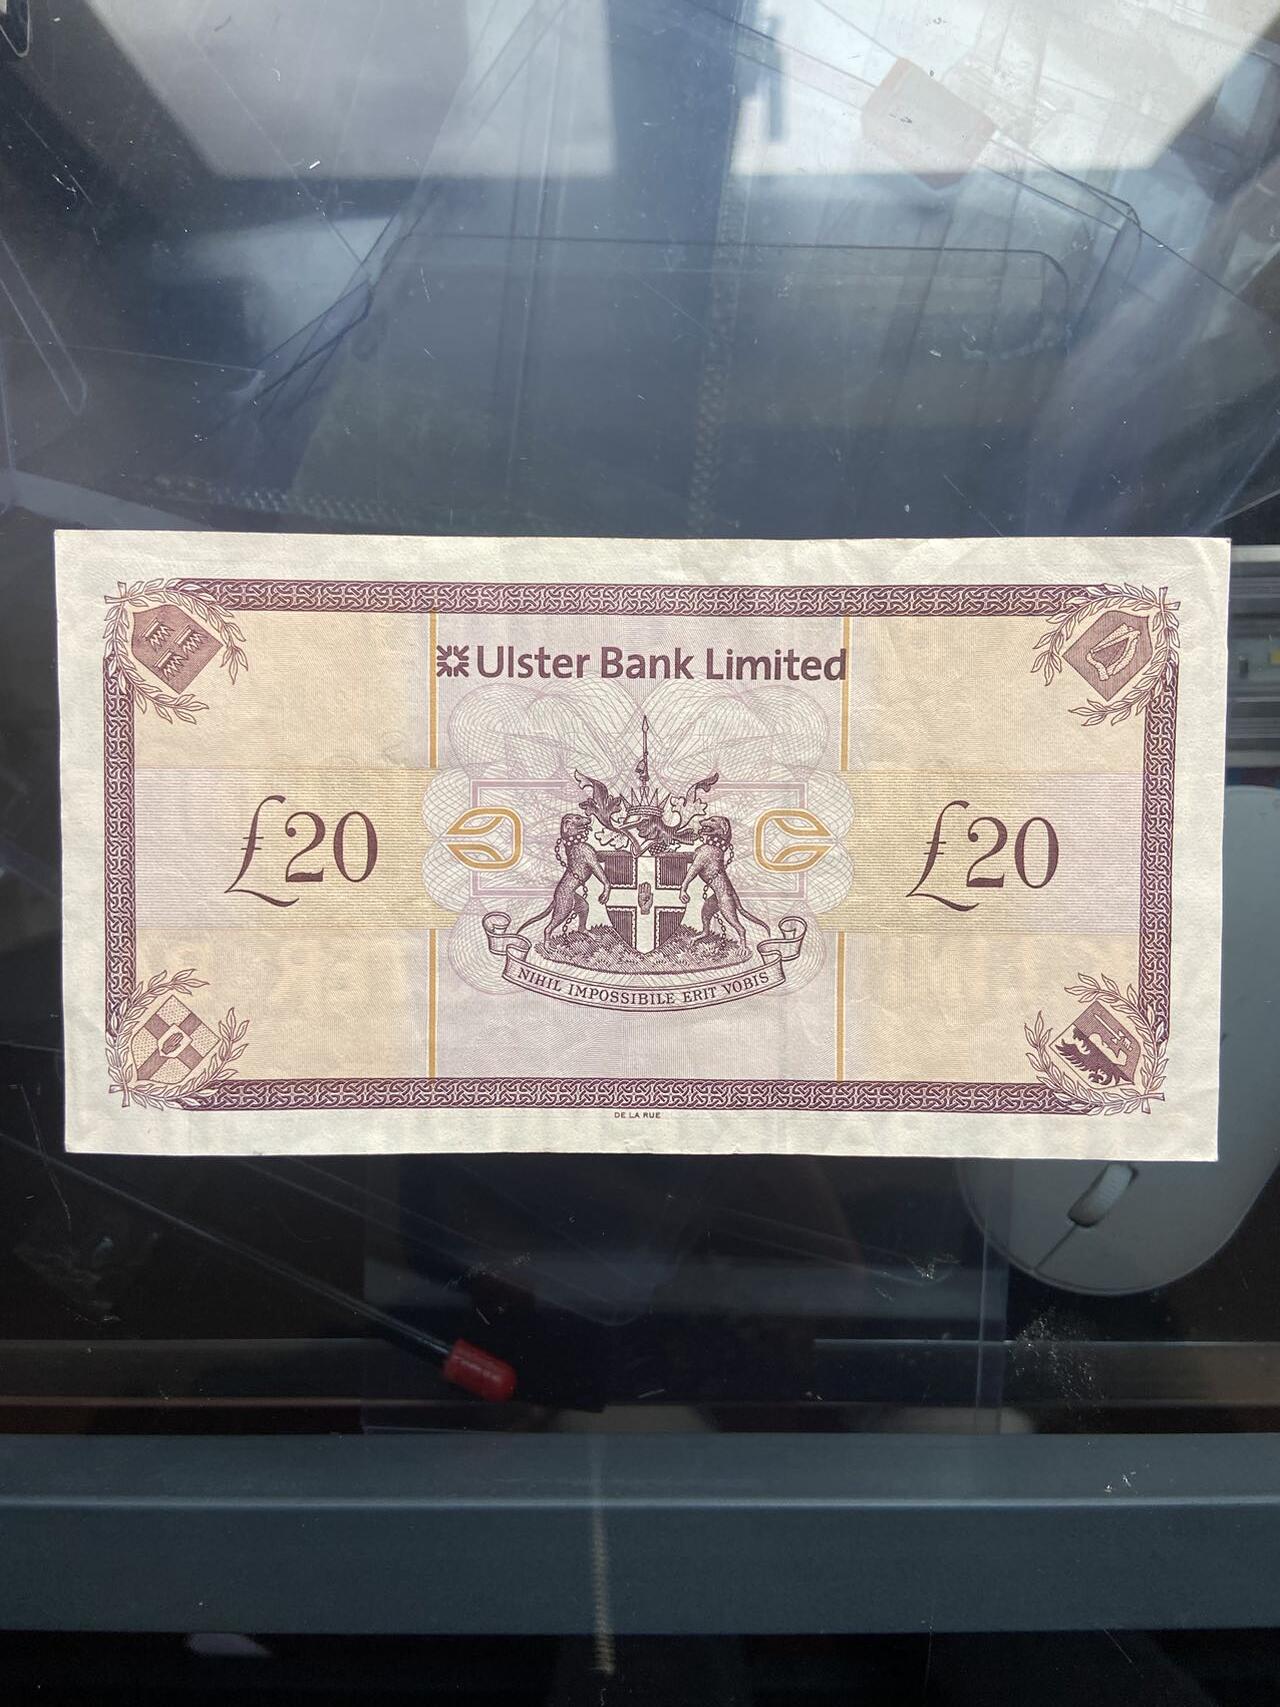 Ulster Bank Limited
£20
£20
NIHIL IMPOSSIBILE ERIT VOBIS
DE LA RUE